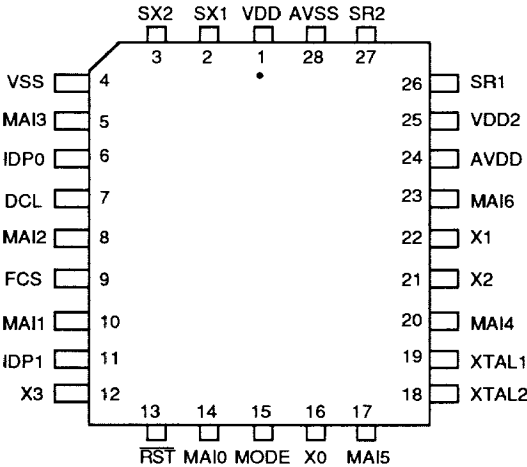 SX2 SX1 VDD AVSS SR2
3 2 1 28 27
VSS 4 26 SR1
MAI3 5 25 VDD2
IDP0 6 24 AVDD
DCL 7 23 MAI6
MAI2 8 22 X1
FCS 9 21 X2
MAI1 10 20 MAI4
IDP1 11 19 XTAL1
X3 12 18 XTAL2
13 14 15 16 17
RST MAI0 MODE X0 MAI5